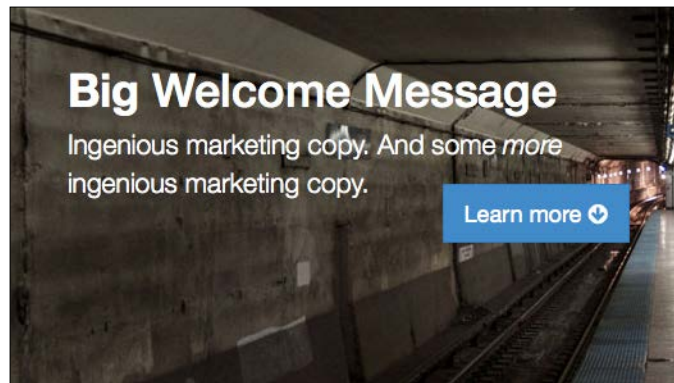 Big Welcome Message
Ingenious marketing copy. And some more
ingenious marketing copy.
Learn more